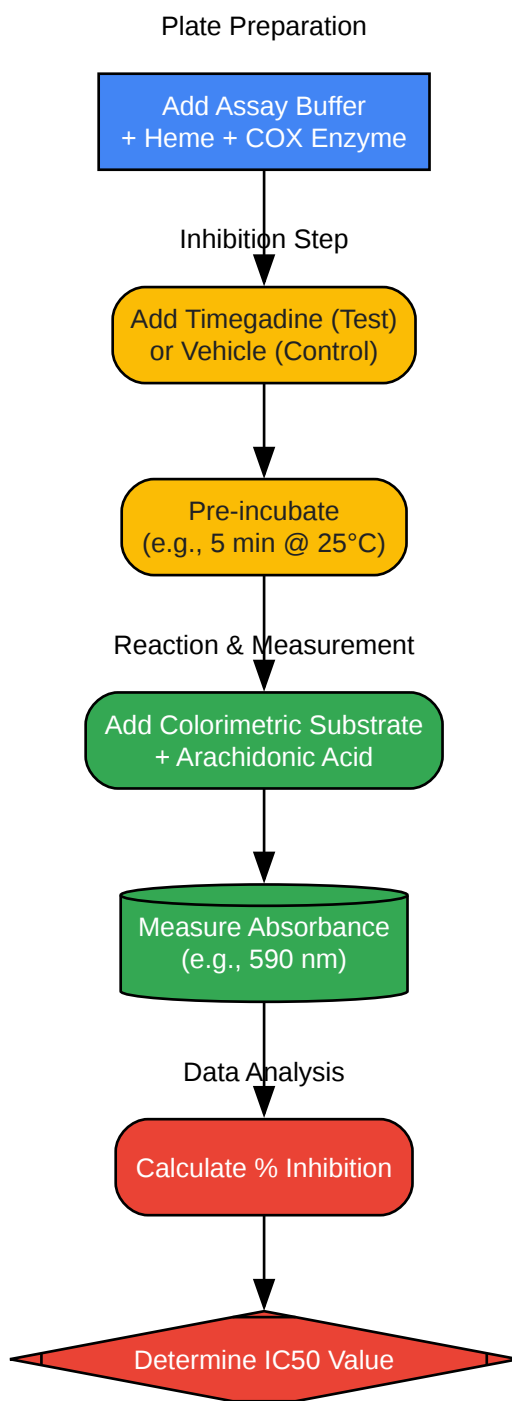 Plate Preparation
Add Assay Buffer
+ Heme + COX Enzyme
Inhibition Step
Add Timegadine (Test)
or Vehicle (Control)
Pre-incubate
(e.g., 5 min @ 25°C)
Reaction & Measurement
Add Colorimetric Substrate
+ Arachidonic Acid
Measure Absorbance
(e.g., 590 nm)
Data Analysis
Calculate % Inhibition
Determine IC50 Value